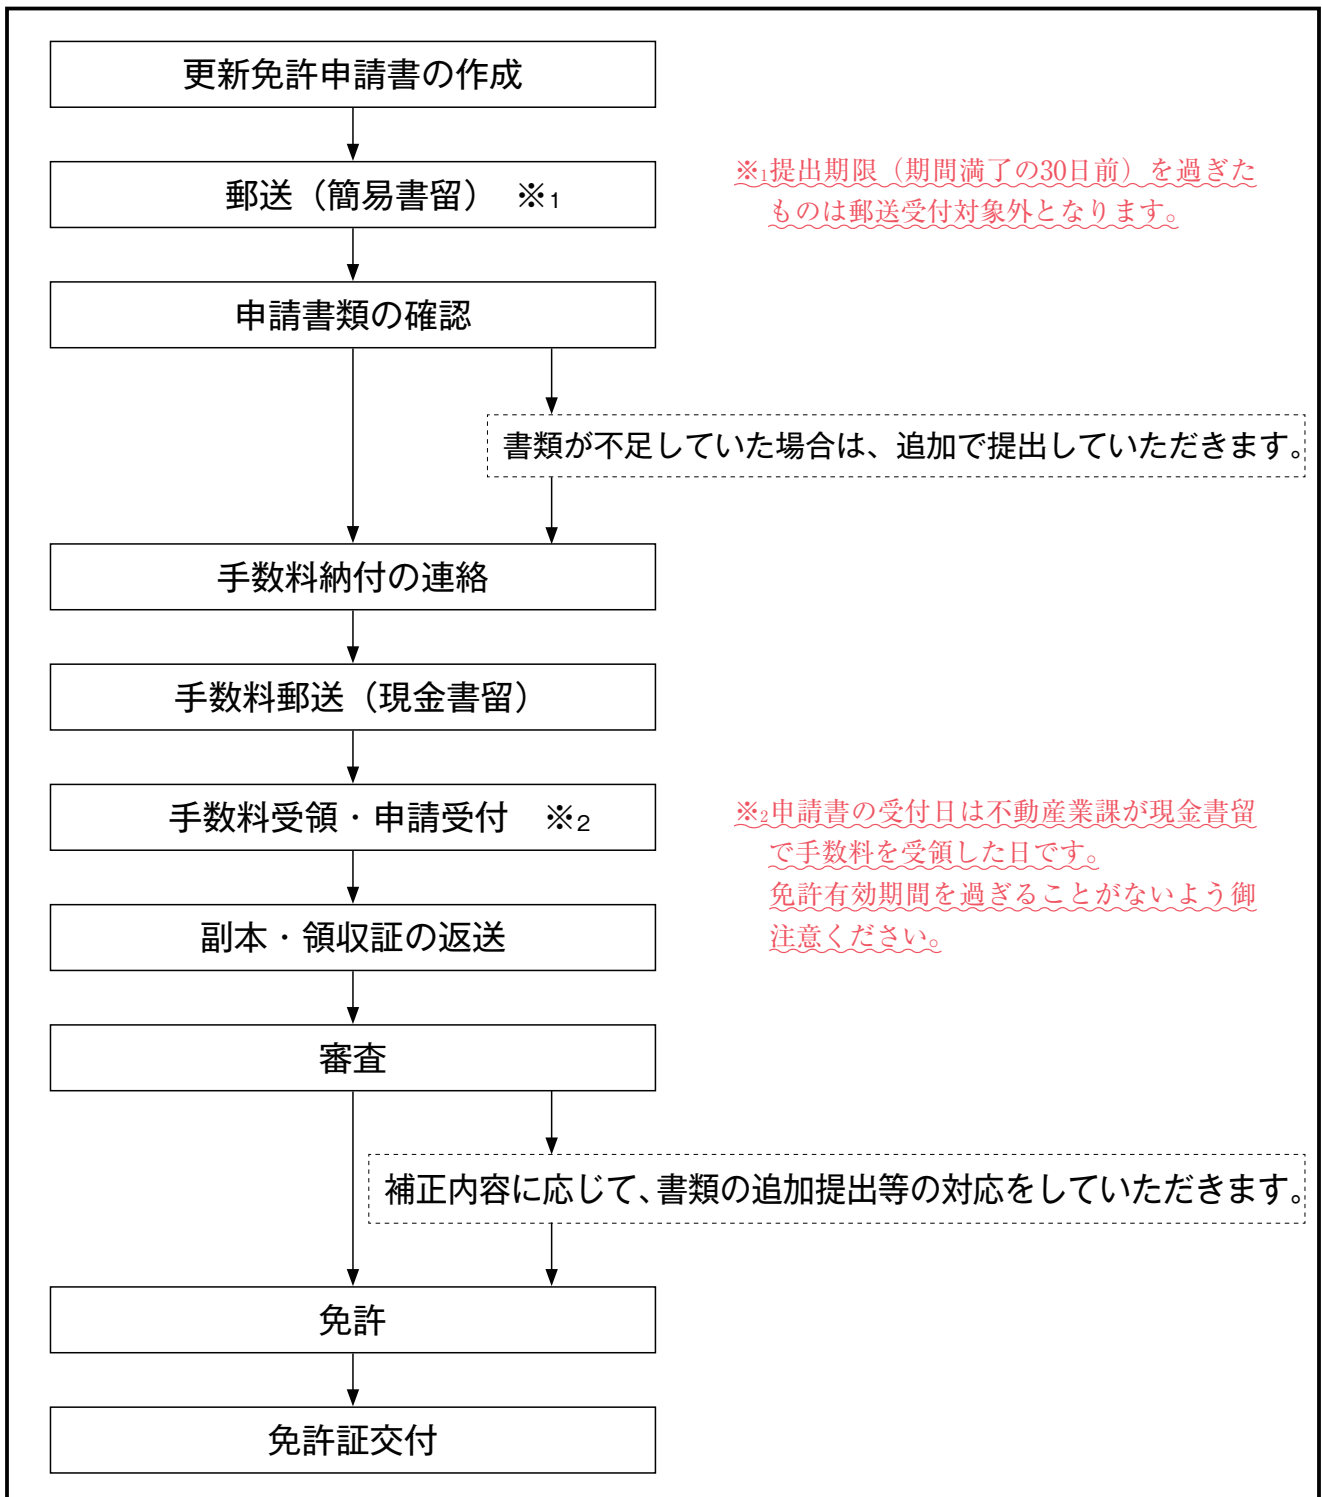 更新免許申請書の作成
郵送（簡易書留） ※1
※1提出期限（期間満了の30日前）を過ぎた
ものは郵送受付対象外となります。
申請書類の確認
書類が不足していた場合は、追加で提出していただきます。
手数料納付の連絡
手数料郵送（現金書留）
手数料受領・申請受付 ※2
※2申請書の受付日は不動産業課が現金書留
で手数料を受領した日です。
免許有効期間を過ぎることがないよう御
注意ください。
副本・領収証の返送
審査
補正内容に応じて、書類の追加提出等の対応をしていただきます。
免許
免許証交付